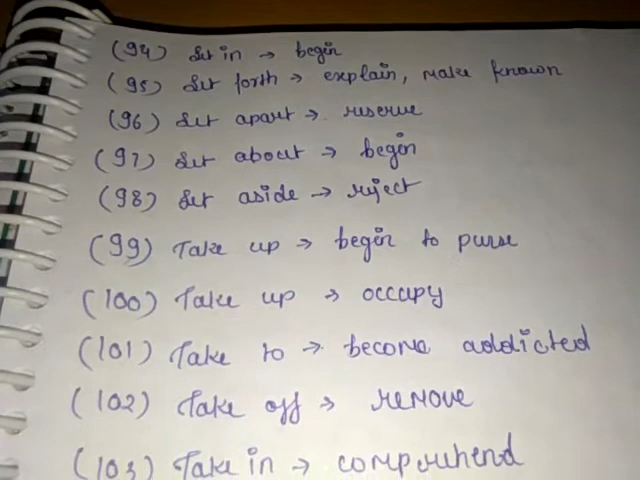 (94) Set in → begin
(95) Set forth → explain, make known
(96) Set apart → reserve
(97) Set about → begin
(98) Set aside → reject
(99) Take up → begin to purse
(100) Take up → occupy
(101) Take to → become addicted
(102) Take off → remove
(103) Take in → comprehend